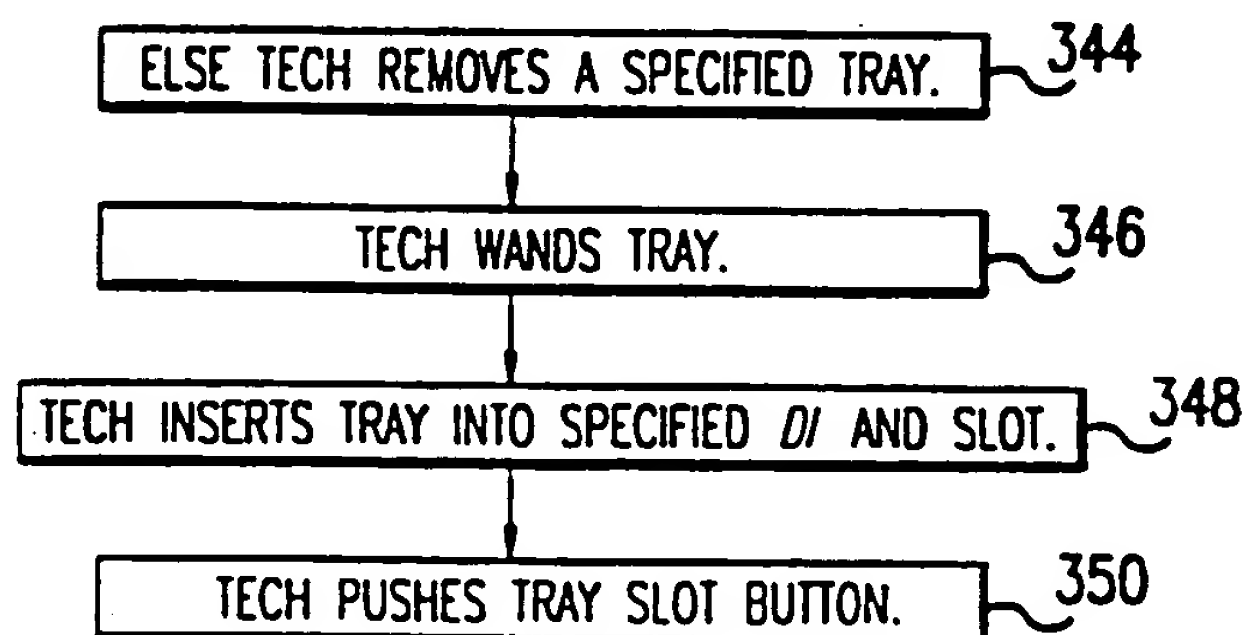 ELSE TECH REMOVES A SPECIFIED TRAY. 344
TECH WANDS TRAY. 346
TECH INSERTS TRAY INTO SPECIFIED DI AND SLOT. 348
TECH PUSHES TRAY SLOT BUTTON. 350